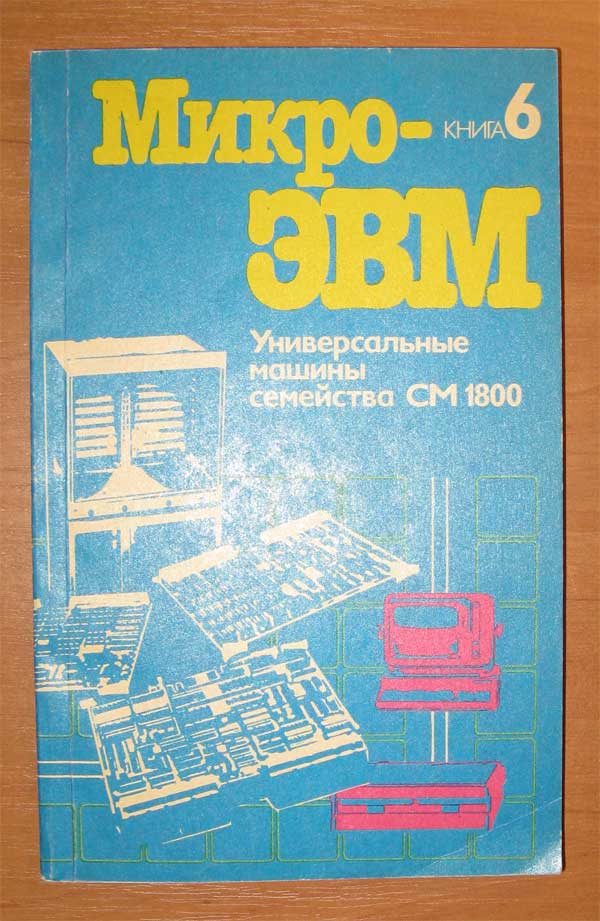 Микро-
КНИГА 6
ЭВМ
Универсальные
машины
семейства СМ 1800